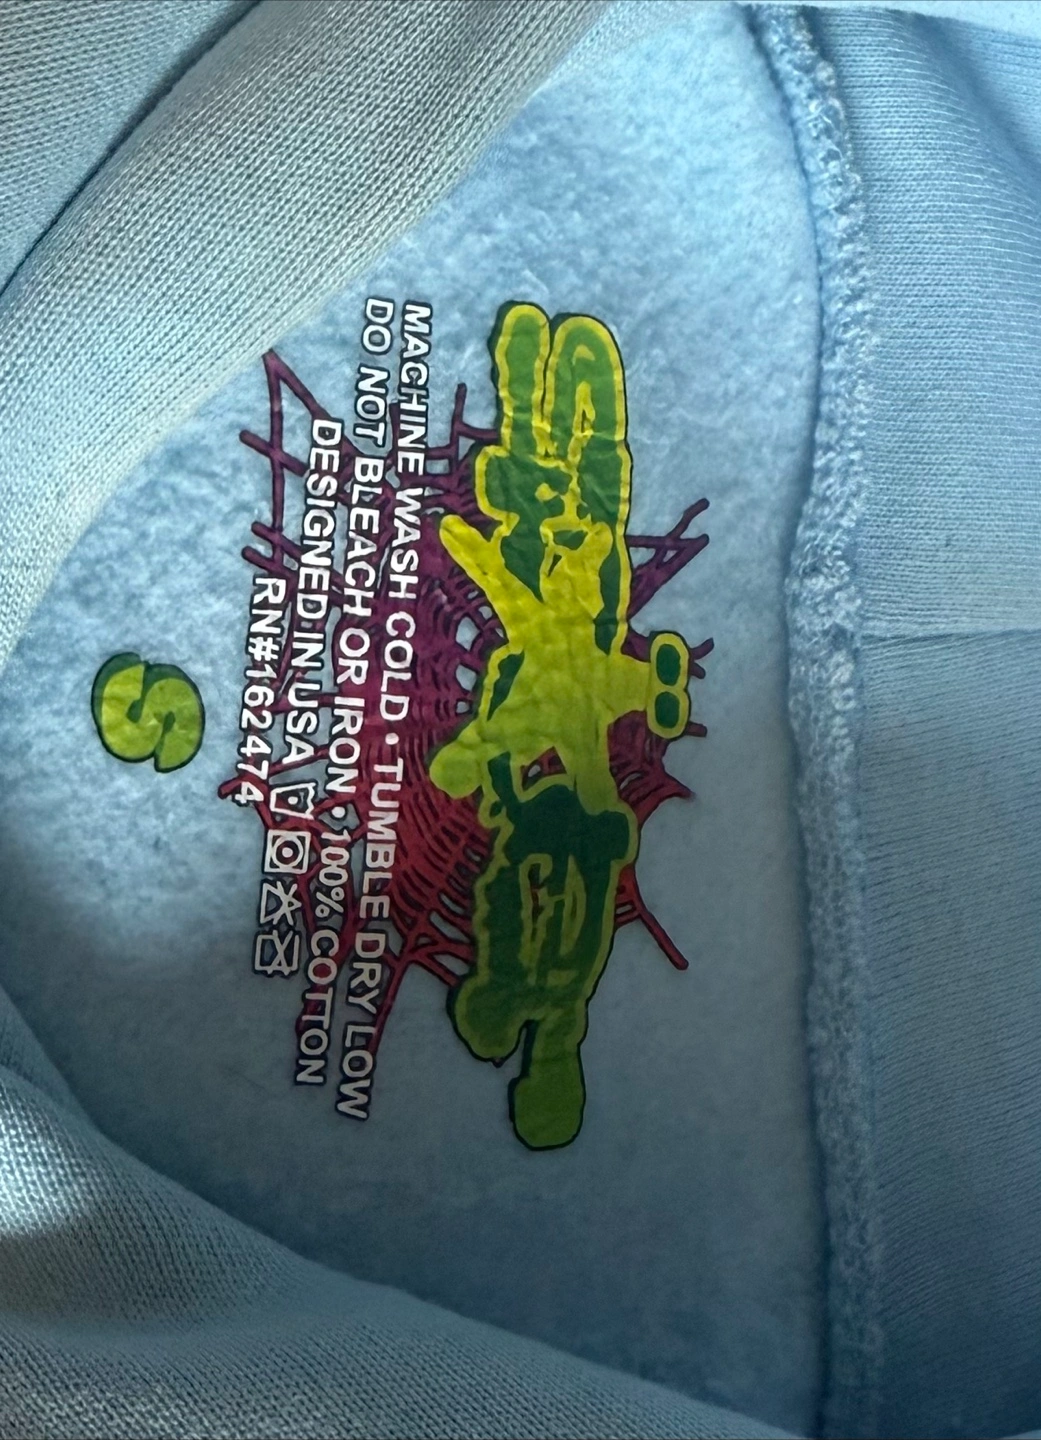 MACHINE WASH COLD • TUMBLE DRY LOW
DO NOT BLEACH OR IRON • 100% COTTON
DESIGNED IN USA
RN#162474
S